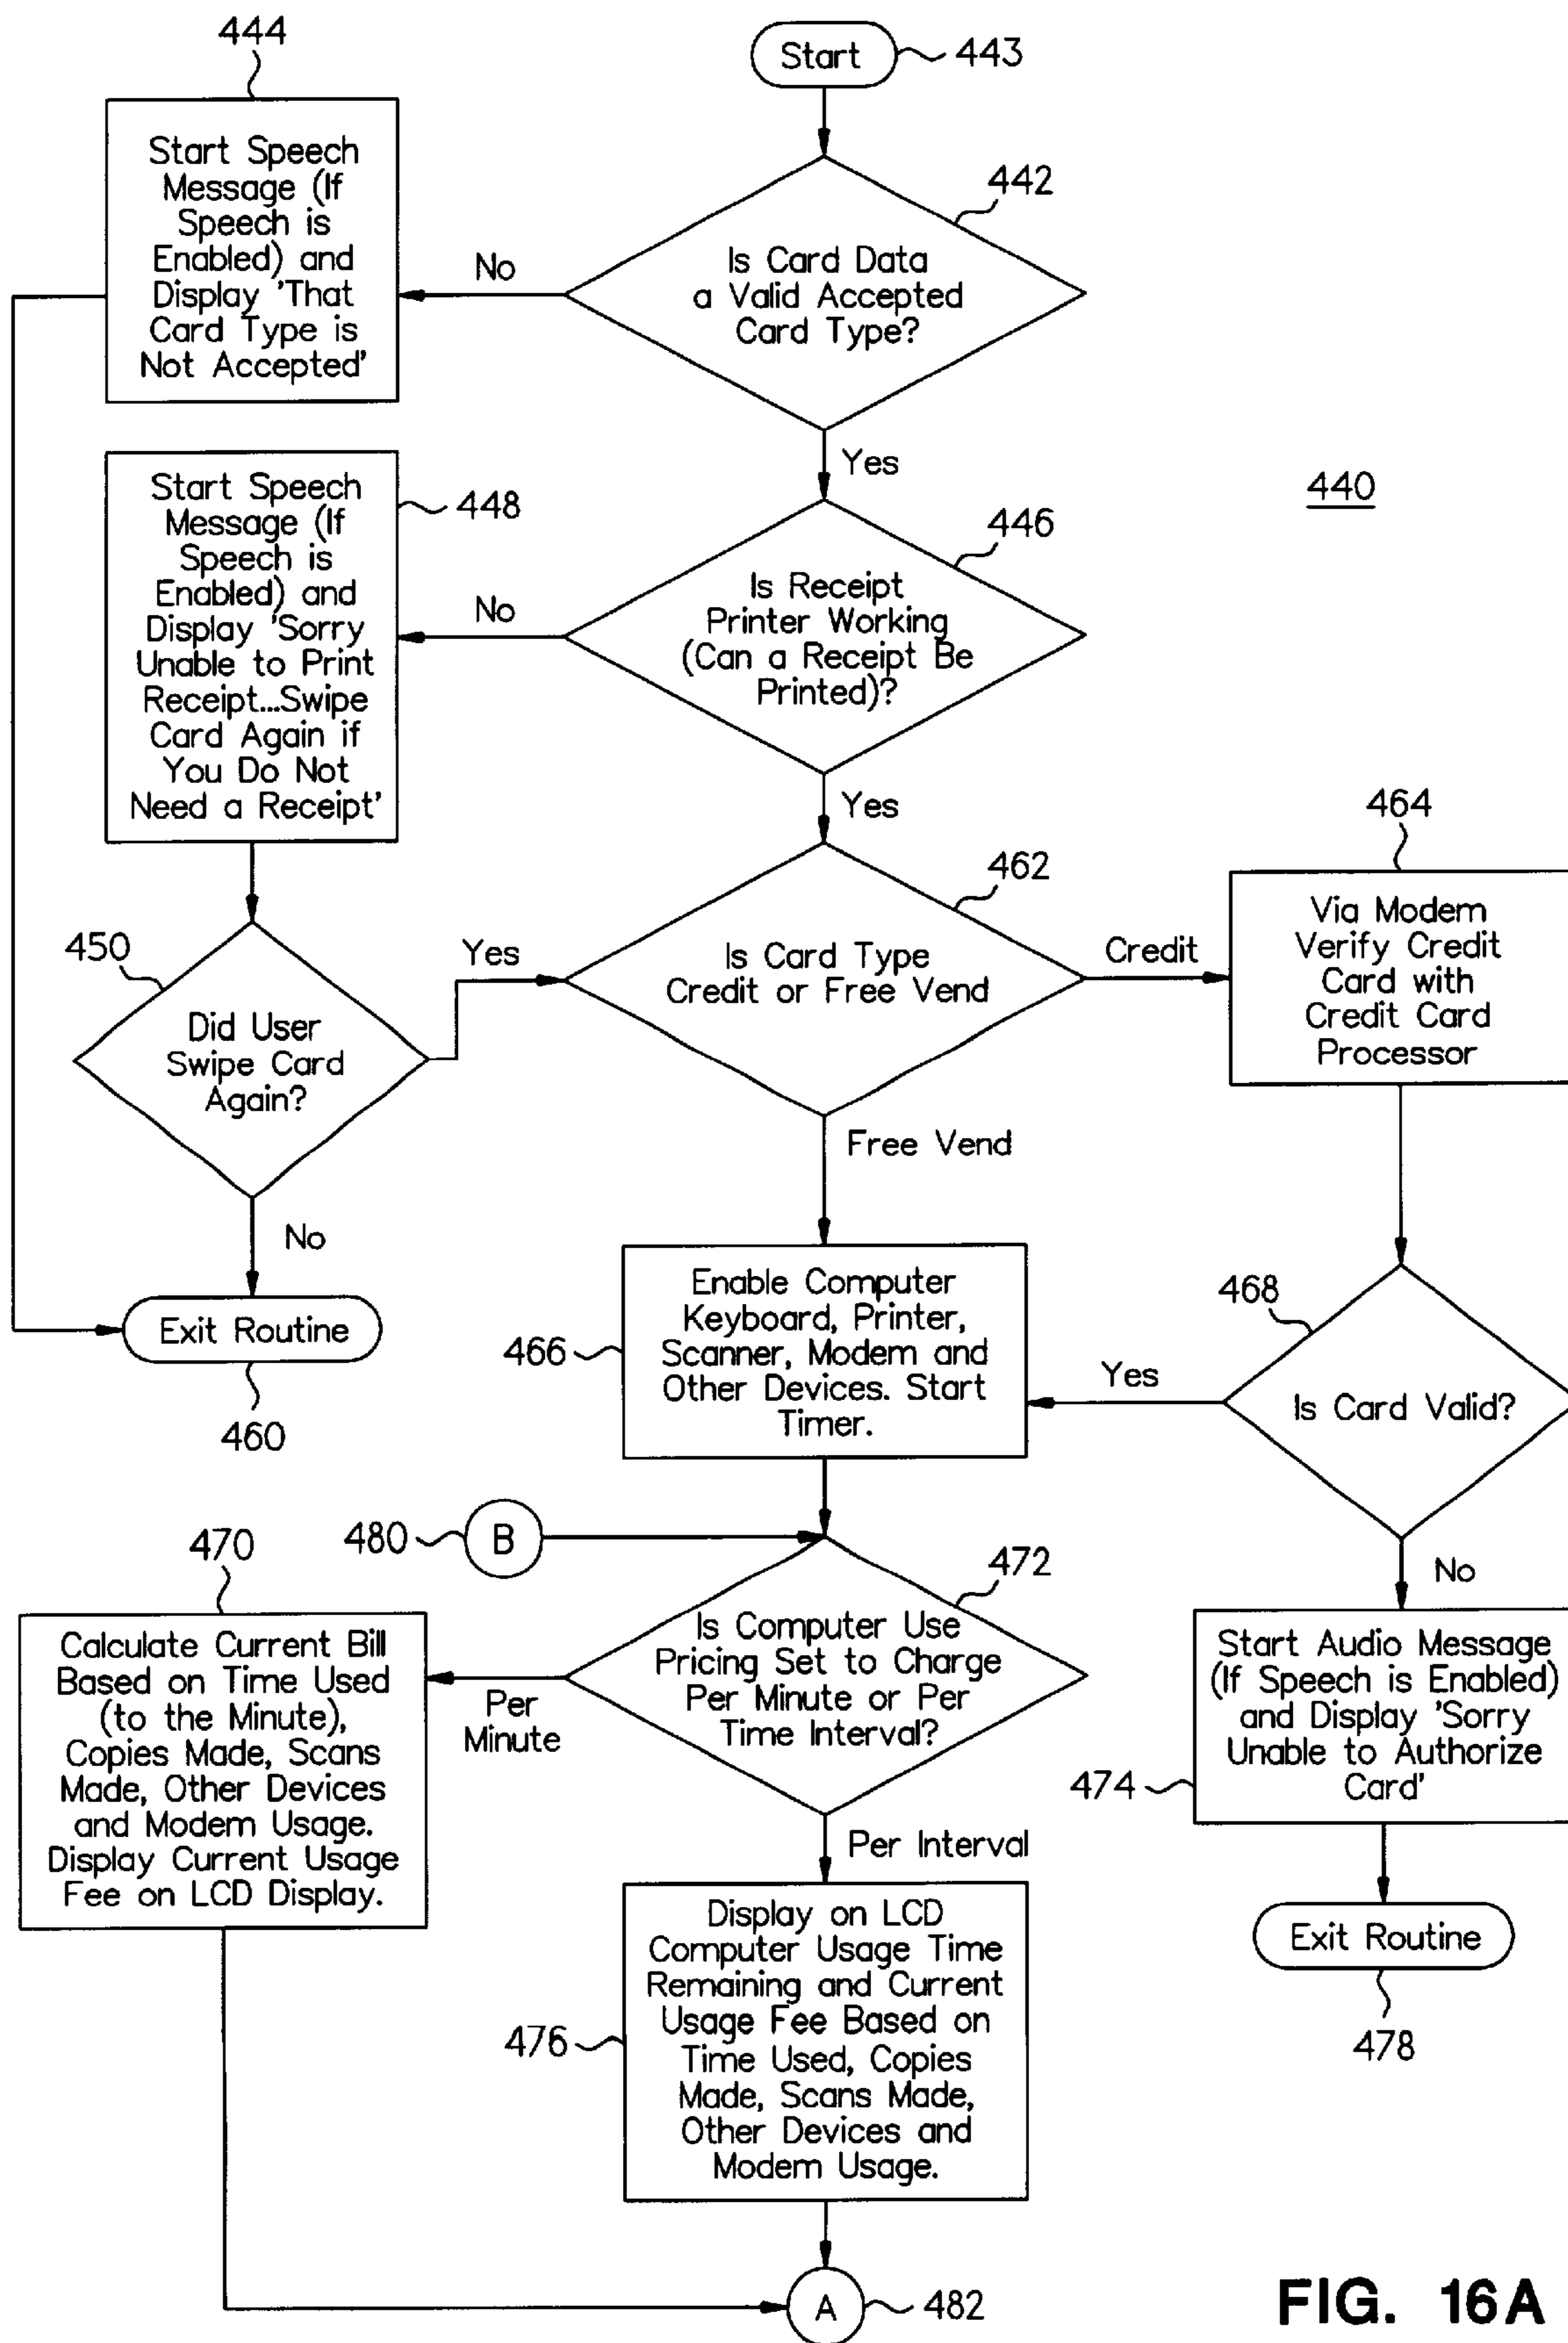 444
Start
443
Start Speech
Message (If
Speech is
Enabled) and
Display 'That
Card Type is
Not Accepted'
442
Is Card Data
a Valid Accepted
Card Type?
No
Yes
440
Start Speech
Message (If
Speech is
Enabled) and
Display 'Sorry
Unable to Print
Receipt...Swipe
Card Again if
You Do Not
Need a Receipt'
448
446
Is Receipt
Printer Working
(Can a Receipt Be
Printed)?
No
Yes
464
Via Modem
Verify Credit
Card with
Credit Card
Processor
462
Is Card Type
Credit or Free Vend
Credit
Free Vend
450
Did User
Swipe Card
Again?
Yes
No
Exit Routine
460
466
Enable Computer
Keyboard, Printer,
Scanner, Modem and
Other Devices. Start
Timer.
468
Is Card Valid?
Yes
No
480
B
472
Is Computer Use
Pricing Set to Charge
Per Minute or Per
Time Interval?
Per
Minute
Per Interval
470
Calculate Current Bill
Based on Time Used
(to the Minute),
Copies Made, Scans
Made, Other Devices
and Modem Usage.
Display Current Usage
Fee on LCD Display.
Start Audio Message
(If Speech is Enabled)
and Display 'Sorry
Unable to Authorize
Card'
474
Exit Routine
478
Display on LCD
Computer Usage Time
Remaining and Current
Usage Fee Based on
Time Used, Copies
Made, Scans Made,
Other Devices and
Modem Usage.
476
A
482
FIG. 16A